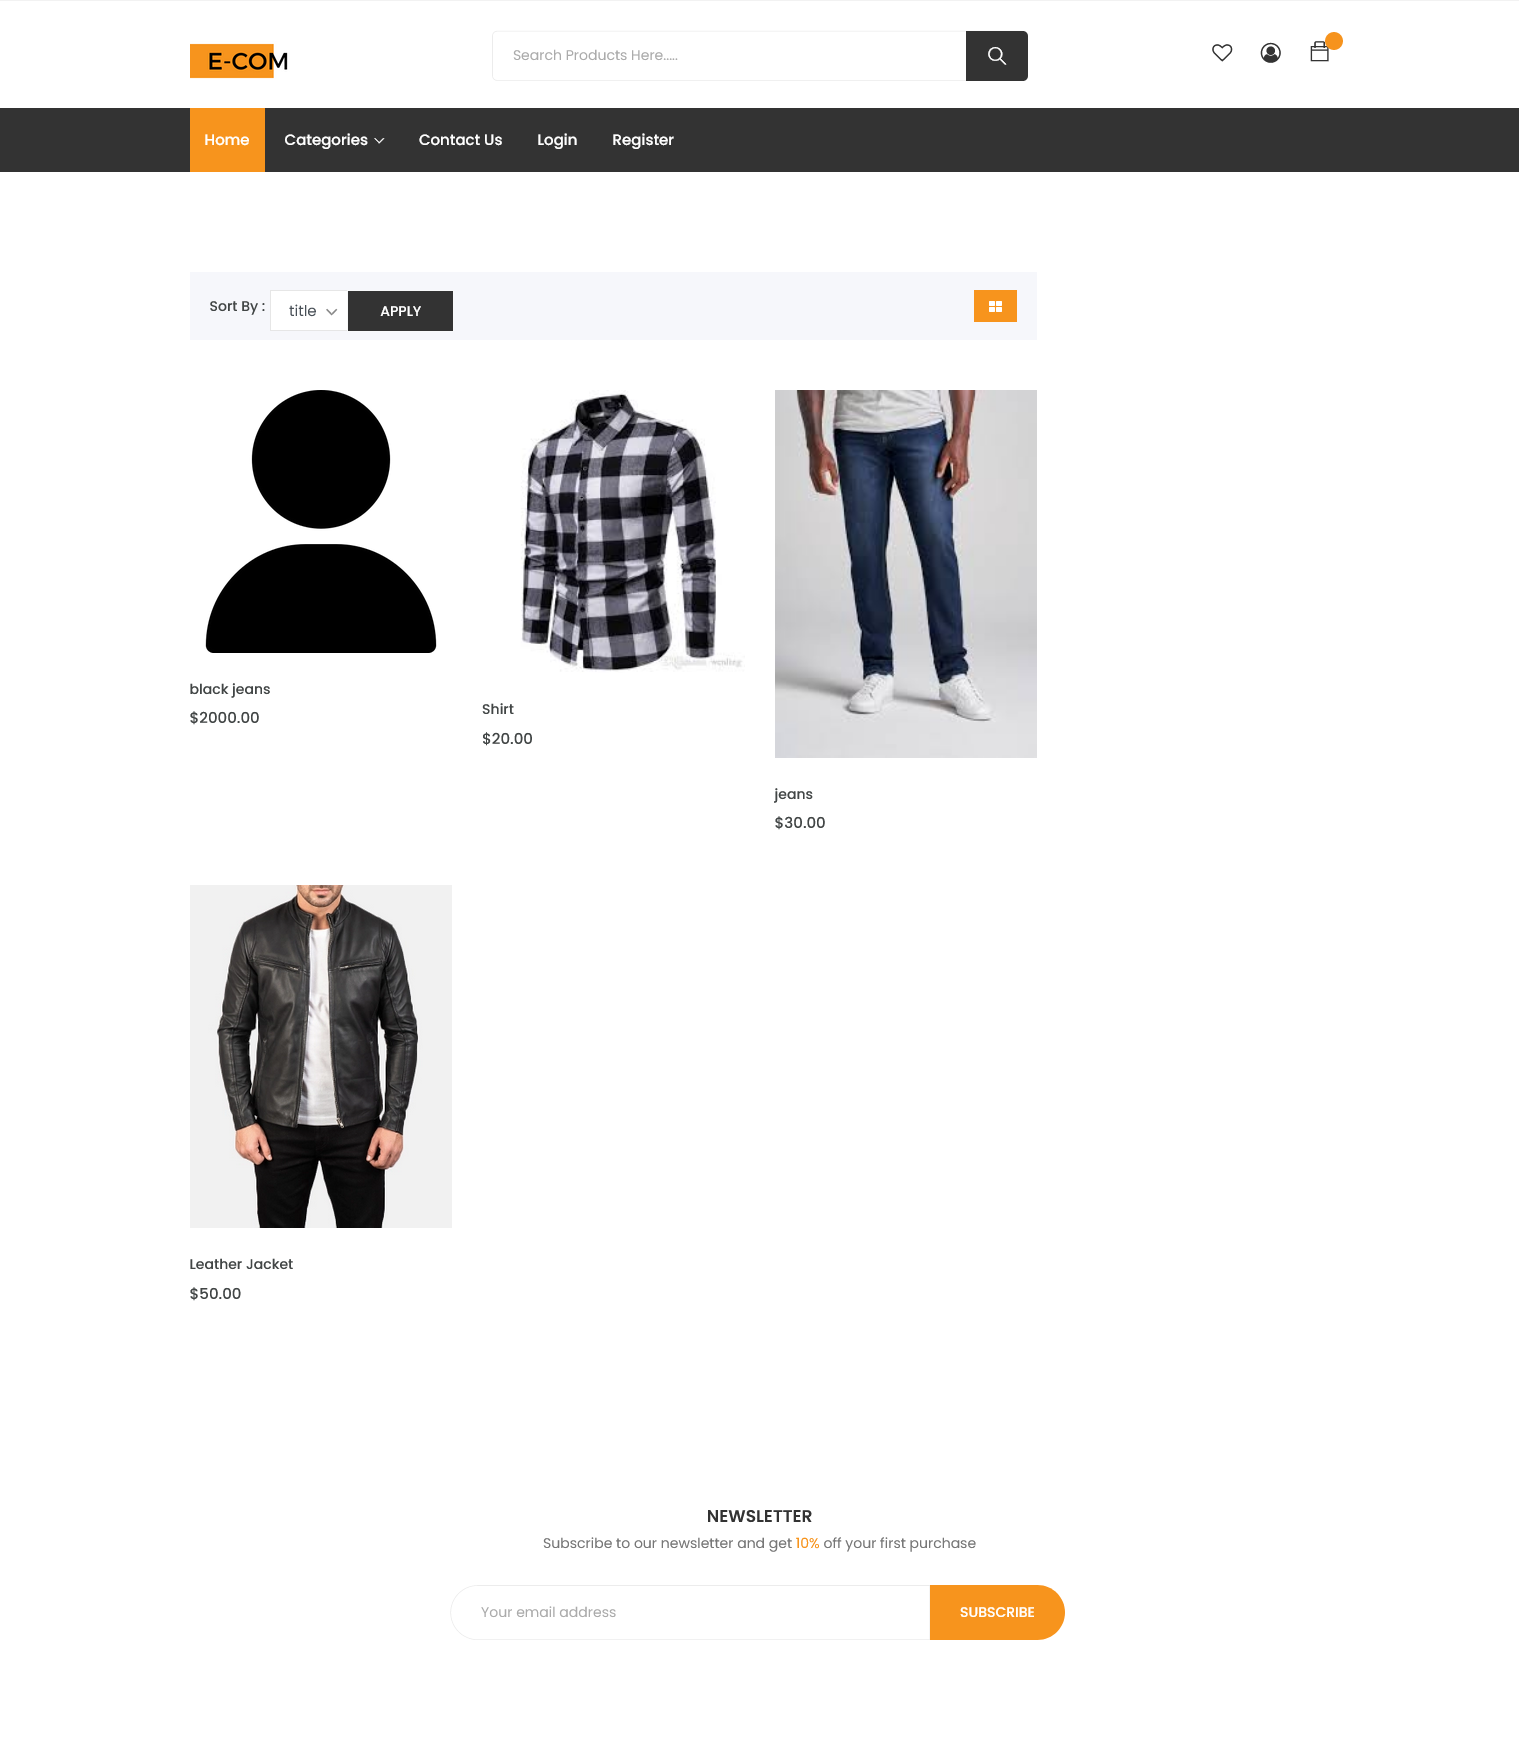 E-COM
Search Products Here.....
Home Categories Contact Us Login Register
Sort By : title APPLY
black jeans
$2000.00
Shirt
$20.00
jeans
$30.00
Leather Jacket
$50.00
NEWSLETTER
Subscribe to our newsletter and get 10% off your first purchase
Your email address SUBSCRIBE